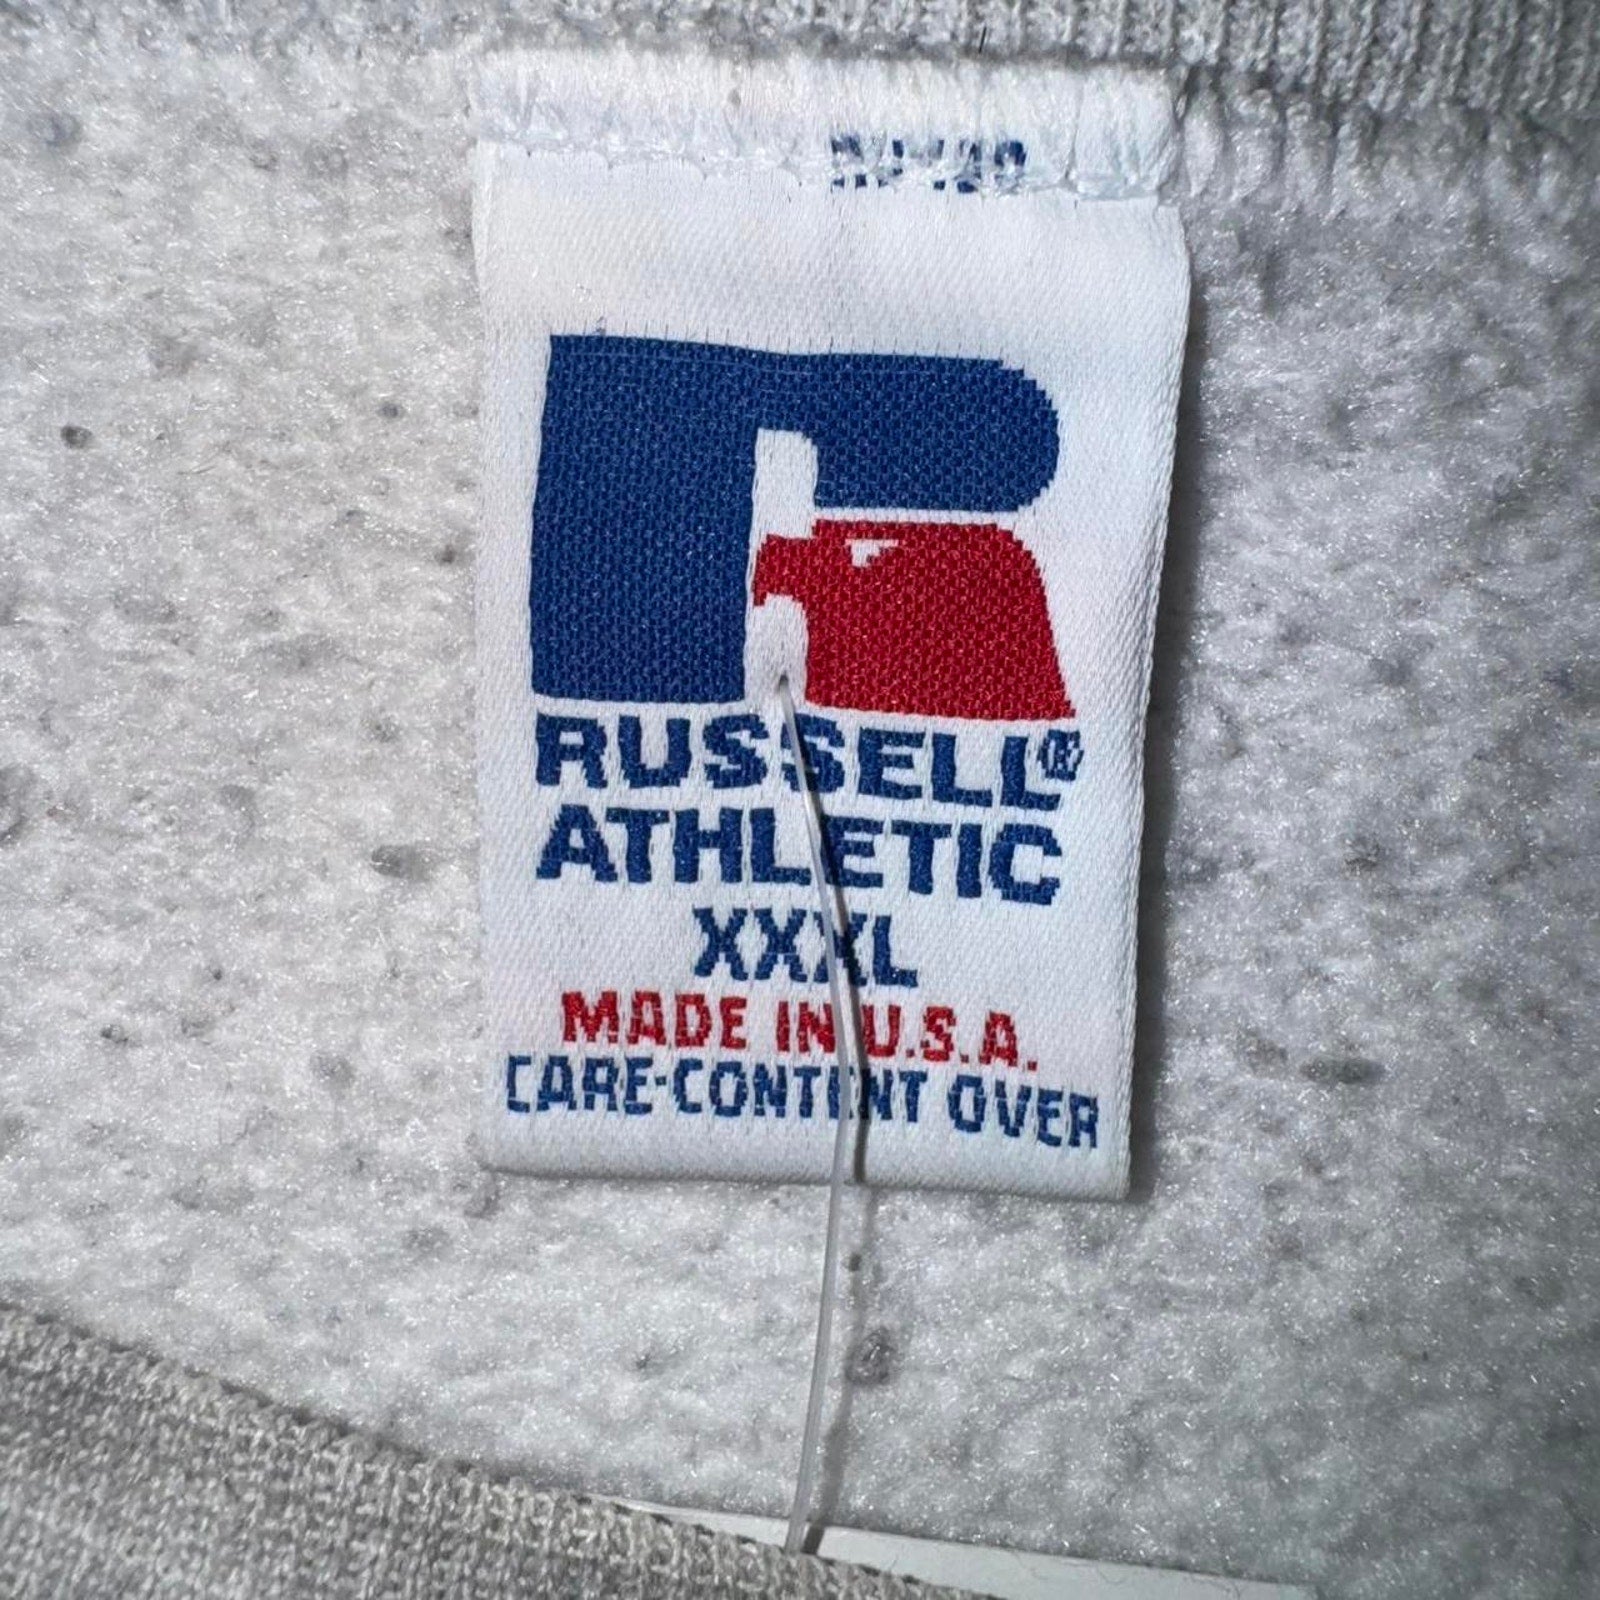 RUSSELL®
ATHLETIC
XXXL
MADE IN U.S.A.
CARE-CONTENT OVER